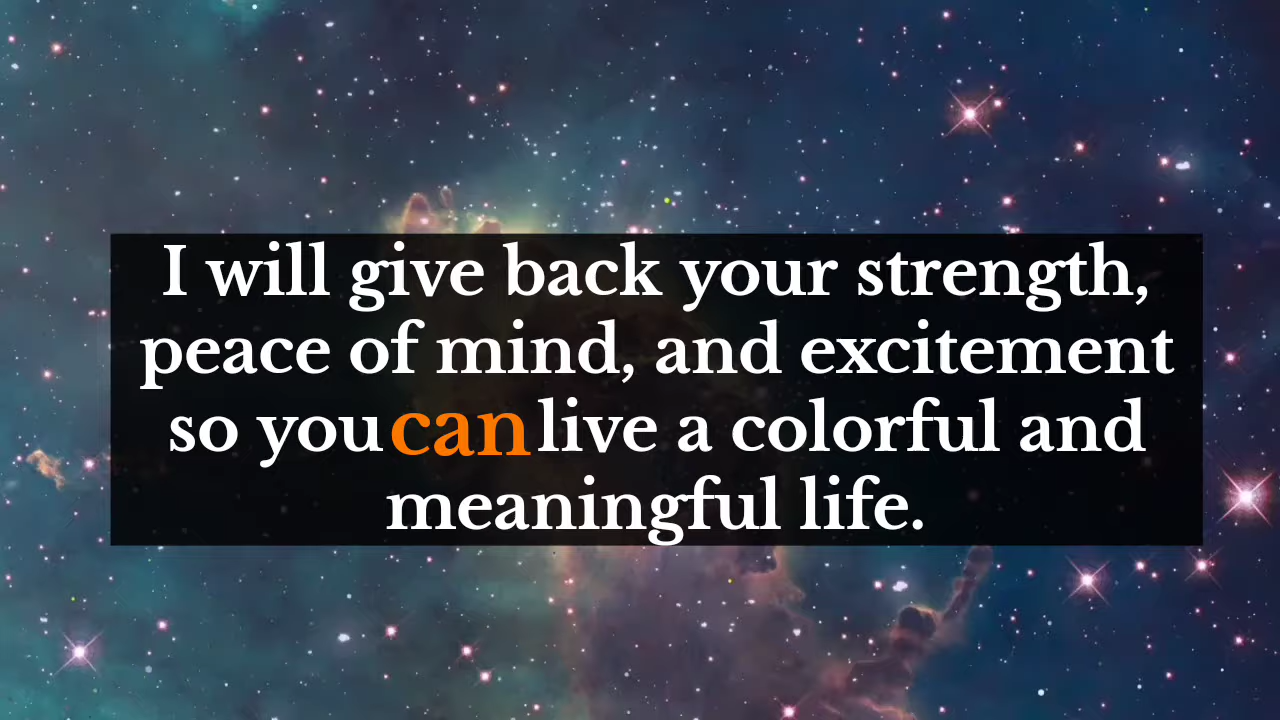 I will give back your strength,
peace of mind, and excitement
so you can live a colorful and
meaningful life.